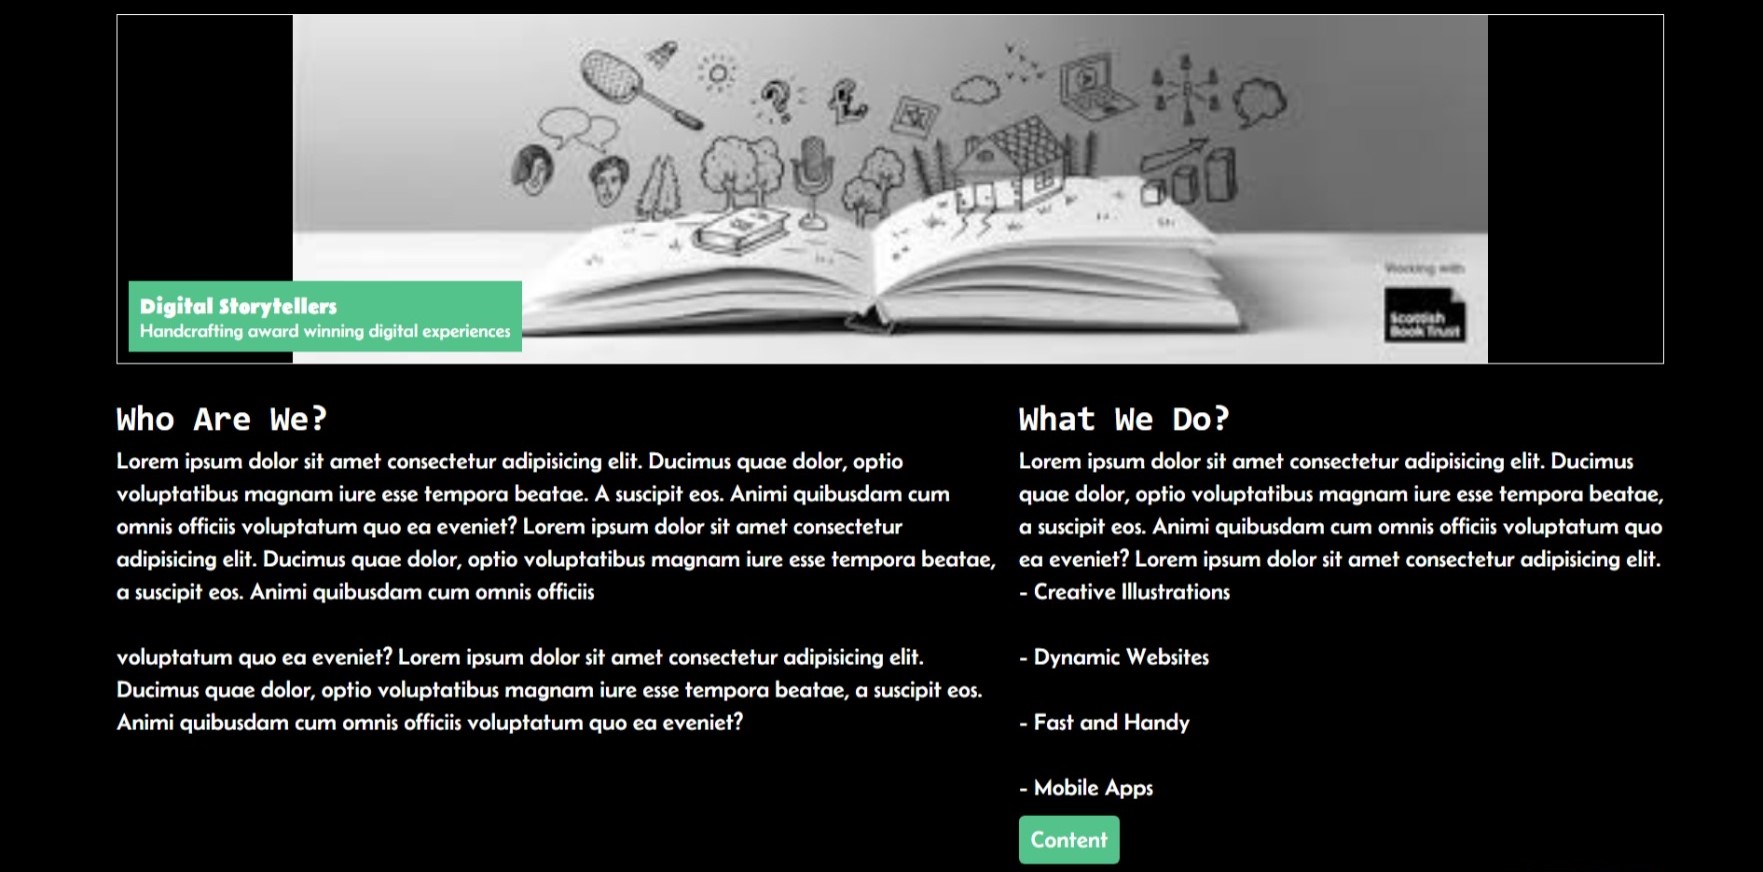 Working with
Scottish
Book Trust
Digital Storytellers
Handcrafting award winning digital experiences
Who Are We?
Lorem ipsum dolor sit amet consectetur adipisicing elit. Ducimus quae dolor, optio
voluptatibus magnam iure esse tempora beatae. A suscipit eos. Animi quibusdam cum
omnis officiis voluptatum quo ea eveniet? Lorem ipsum dolor sit amet consectetur
adipisicing elit. Ducimus quae dolor, optio voluptatibus magnam iure esse tempora beatae,
a suscipit eos. Animi quibusdam cum omnis officiis
voluptatum quo ea eveniet? Lorem ipsum dolor sit amet consectetur adipisicing elit.
Ducimus quae dolor, optio voluptatibus magnam iure esse tempora beatae, a suscipit eos.
Animi quibusdam cum omnis officiis voluptatum quo ea eveniet?
What We Do?
Lorem ipsum dolor sit amet consectetur adipisicing elit. Ducimus
quae dolor, optio voluptatibus magnam iure esse tempora beatae,
a suscipit eos. Animi quibusdam cum omnis officiis voluptatum quo
ea eveniet? Lorem ipsum dolor sit amet consectetur adipisicing elit.
- Creative Illustrations
- Dynamic Websites
- Fast and Handy
- Mobile Apps
Content